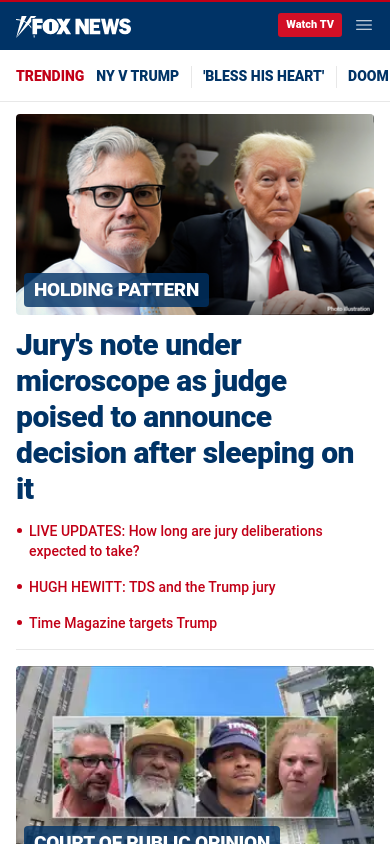 FOX NEWS
Watch TV
TRENDING NY V TRUMP 'BLESS HIS HEART' DOOM
HOLDING PATTERN
Photo illustration
Jury's note under
microscope as judge
poised to announce
decision after sleeping on
it
• LIVE UPDATES: How long are jury deliberations
expected to take?
• HUGH HEWITT: TDS and the Trump jury
• Time Magazine targets Trump
TRUMP
COURT OF PUBLIC OPINION